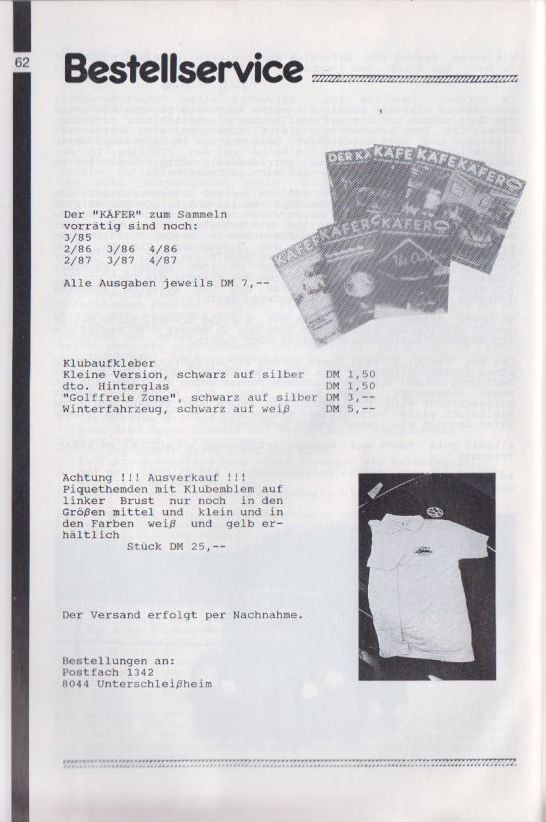 62
Bestellservice
DER KÄ KÄFE KÄFE KÄFER
KÄFE KÄFER KÄFER
Der "KÄFER" zum Sammeln
vorrätig sind noch:
3/85
2/86 3/86 4/86
2/87 3/87 4/87
Alle Ausgaben jeweils DM 7,--
Klubaufkleber
Kleine Version, schwarz auf silber DM 1,50
dto. Hinterglas DM 1,50
"Golffreie Zone", schwarz auf silber DM 3,--
Winterfahrzeug, schwarz auf weiß DM 5,--
Achtung !!! Ausverkauf !!!
Piquethemden mit Klubemblem auf
linker Brust nur noch in den
Größen mittel und klein und in
den Farben weiß und gelb er-
hältlich
Stück DM 25,--
Der Versand erfolgt per Nachnahme.
Bestellungen an:
Postfach 1342
8044 Unterschleißheim